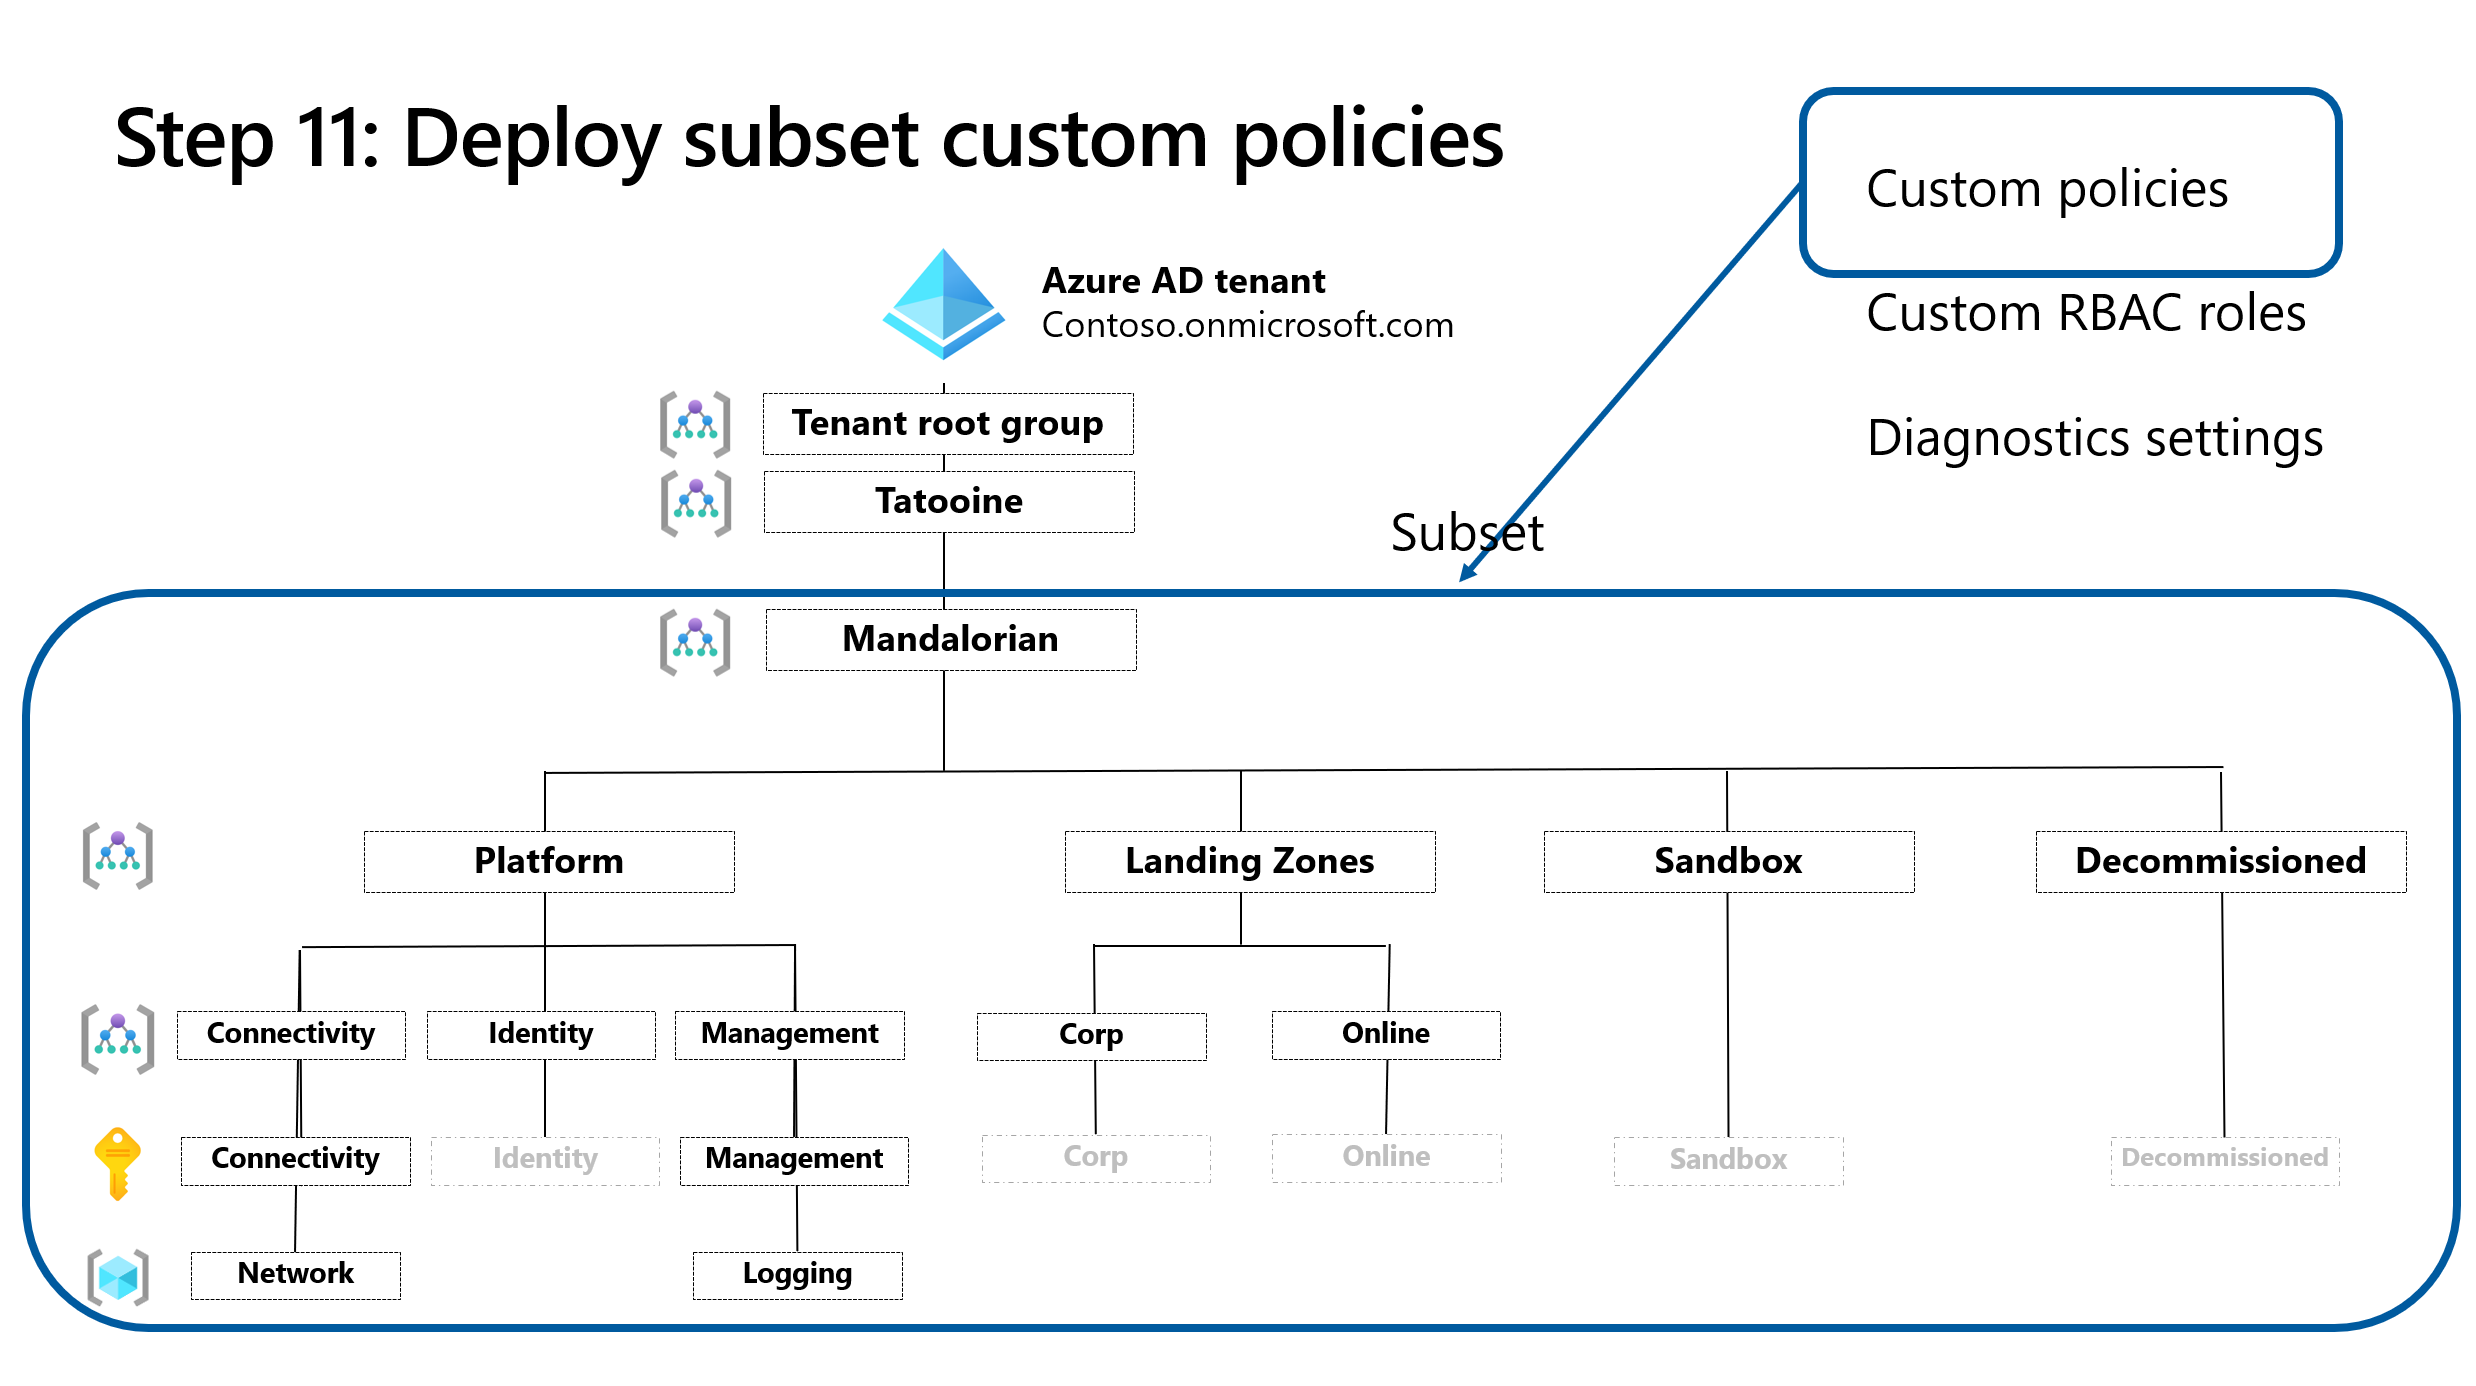 Step 11: Deploy subset custom policies
Custom policies
Custom RBAC roles
Diagnostics settings
Azure AD tenant
Contoso.onmicrosoft.com
Tenant root group
Tatooine
Subset
Mandalorian
Platform
Landing Zones
Sandbox
Decommissioned
Connectivity
Identity
Management
Corp
Online
Connectivity
Identity
Management
Corp
Online
Sandbox
Decommissioned
Network
Logging